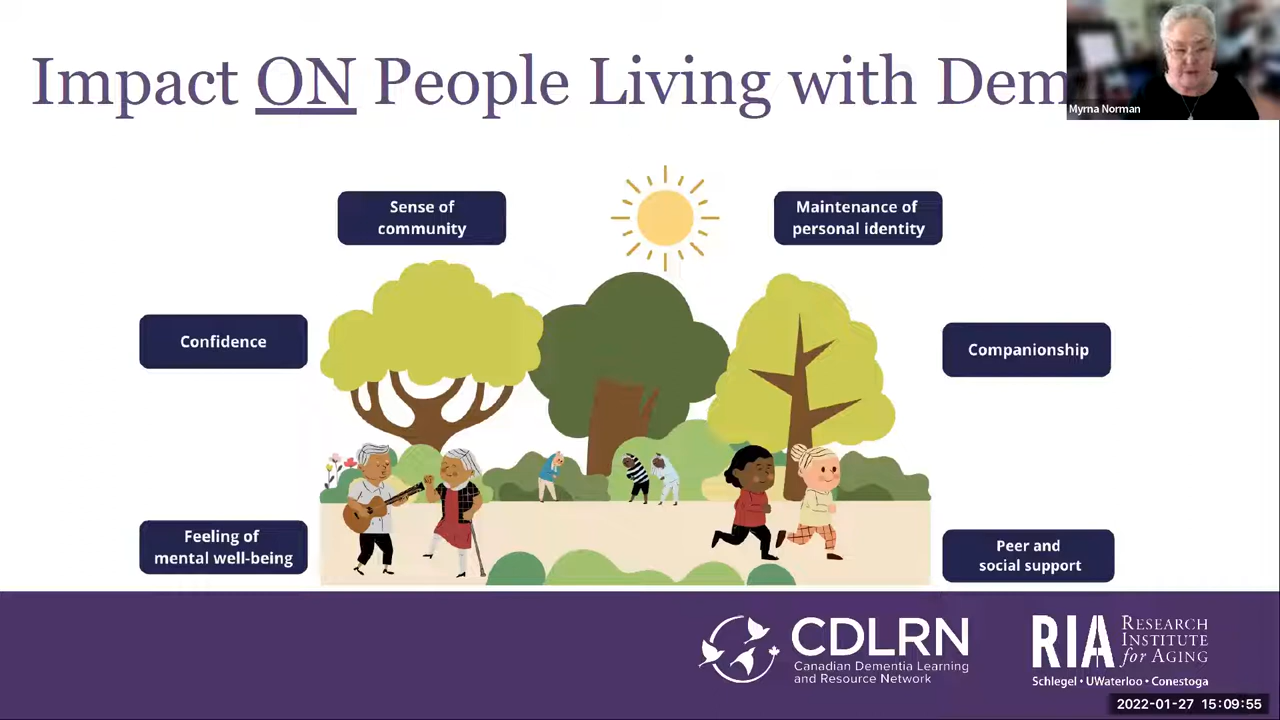 Impact ON People Living with Dem
Myrna Norman
Sense of
community
Maintenance of
personal identity
Confidence
Companionship
Feeling of
mental well-being
Peer and
social support
CDLRN
Canadian Dementia Learning
and Resource Network
RIA
RESEARCH
INSTITUTE
for AGING
Schlegel • UWaterloo • Conestoga
2022-01-27 15:09:55